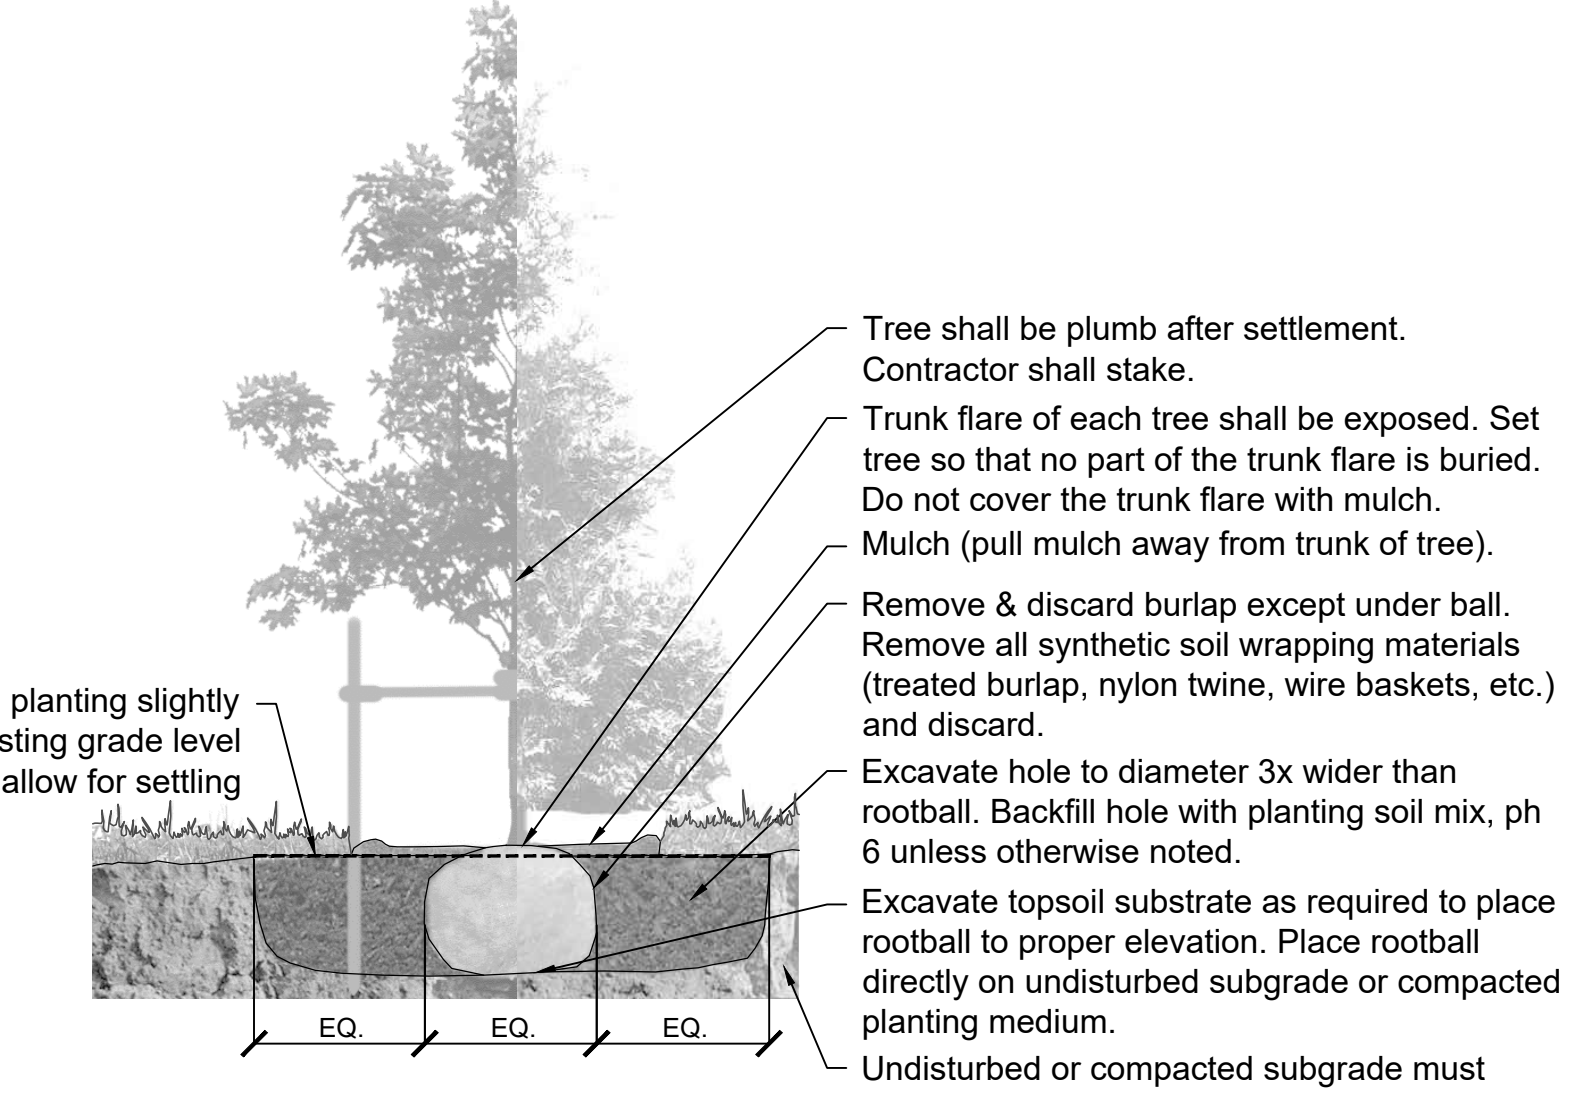 Tree shall be plumb after settlement.
Contractor shall stake.
Trunk flare of each tree shall be exposed. Set
tree so that no part of the trunk flare is buried.
Do not cover the trunk flare with mulch.
Mulch (pull mulch away from trunk of tree).
Remove & discard burlap except under ball.
Remove all synthetic soil wrapping materials
(treated burlap, nylon twine, wire baskets, etc.)
and discard.
planting slightly
grade level
allow for settling
Excavate hole to diameter 3x wider than
rootball. Backfill hole with planting soil mix, ph
6 unless otherwise noted.
Excavate topsoil substrate as required to place
rootball to proper elevation. Place rootball
directly on undisturbed subgrade or compacted
planting medium.
Undisturbed or compacted subgrade must
EQ. EQ. EQ.